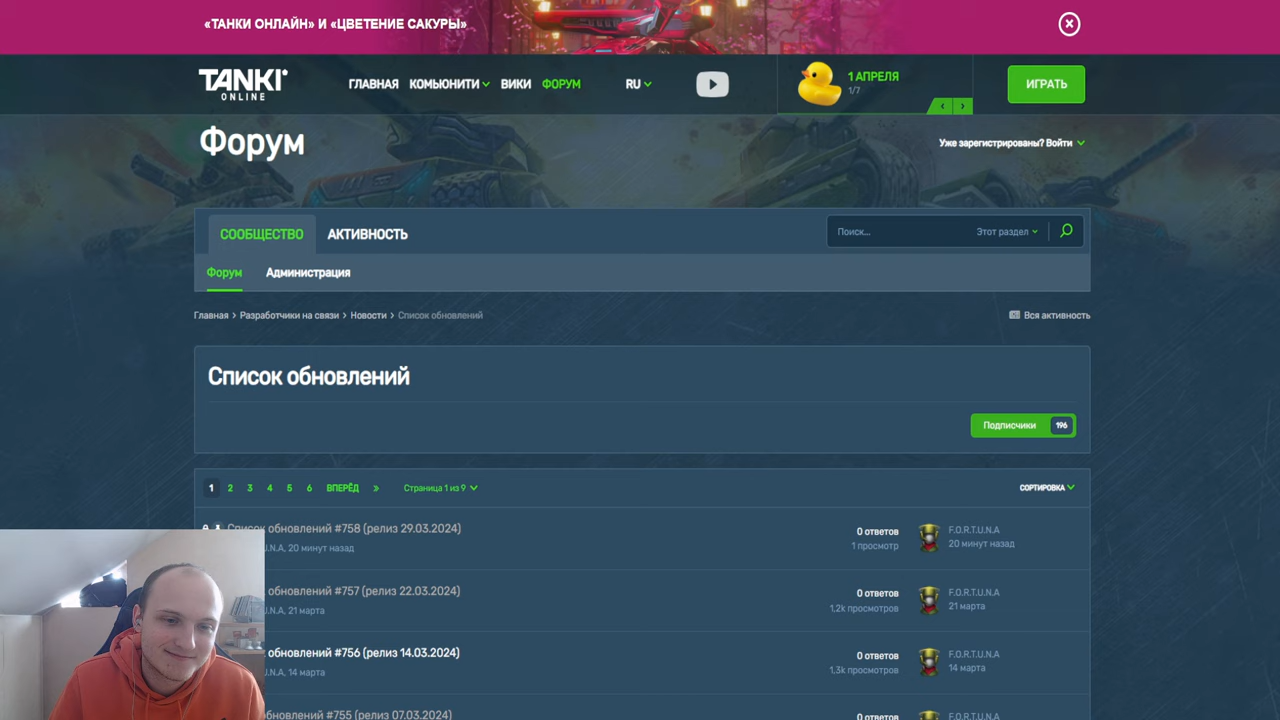 «ТАНКИ ОНЛАЙН» И «ЦВЕТЕНИЕ САКУРЫ»
TANKI ONLINE
ГЛАВНАЯ КОМЬЮНИТИ ВИКИ ФОРУМ RU
1 АПРЕЛЯ
1/7
ИГРАТЬ
Форум
Уже зарегистрированы? Войти
СООБЩЕСТВО АКТИВНОСТЬ
Поиск... Этот раздел
Форум Администрация
Главная > Разработчики на связи > Новости > Список обновлений
Вся активность
Список обновлений
Подписчики 196
1 2 3 4 5 6 ВПЕРЁД » Страница 1 из 9
СОРТИРОВКА
Список обновлений #758 (релиз 29.03.2024)
U.N.A, 20 минут назад
0 ответов
1 просмотр
F.O.R.T.U.N.A
20 минут назад
обновлений #757 (релиз 22.03.2024)
U.N.A, 21 марта
0 ответов
1,2k просмотров
F.O.R.T.U.N.A
21 марта
обновлений #756 (релиз 14.03.2024)
U.N.A, 14 марта
0 ответов
1,3k просмотров
F.O.R.T.U.N.A
14 марта
бновлений #755 (релиз 07.03.2024)
0 ответов
F.O.R.T.U.N.A